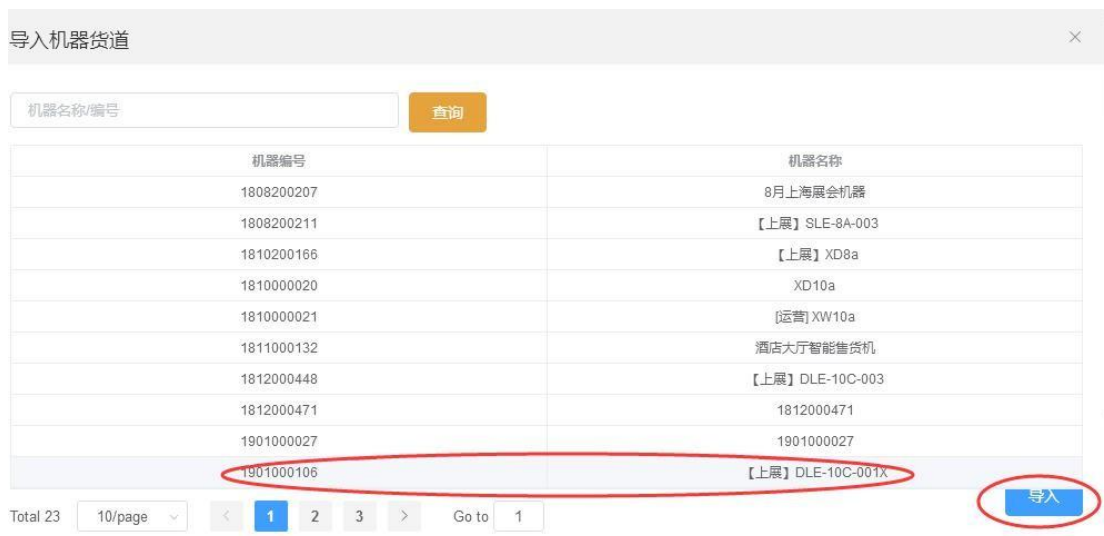 导入机器货道
机器名称/编号 查询
机器编号 机器名称
1808200207 8月上海展会机器
1808200211 【上展】SLE-8A-003
1810200166 【上展】XD8a
1810000020 XD10a
1810000021 [运营] XW10a
1811000132 酒店大厅智能售货机
1812000448 【上展】DLE-10C-003
1812000471 1812000471
1901000027 1901000027
1901000106 【上展】DLE-10C-001X
导入
Total 23 10/page < 1 2 3 > Go to 1